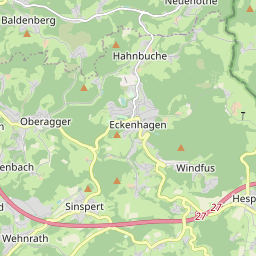 Neuenothe
Baldenberg
Hahnbuche
Oberagger
Eckenhagen
enbach
Windfus
Hesp
Sinspert
27
27
Wehnrath